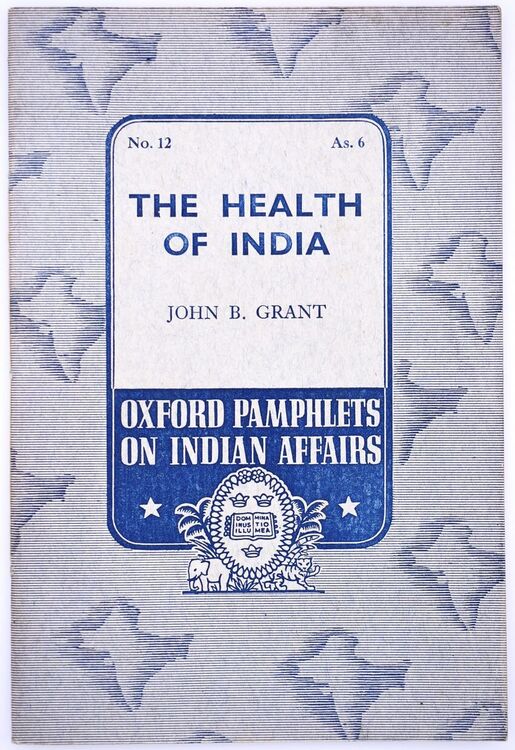 No. 12 As. 6
THE HEALTH
OF INDIA
JOHN B. GRANT
OXFORD PAMPHLETS
ON INDIAN AFFAIRS
DOM MINA
INUS TIO
ILLU MEA